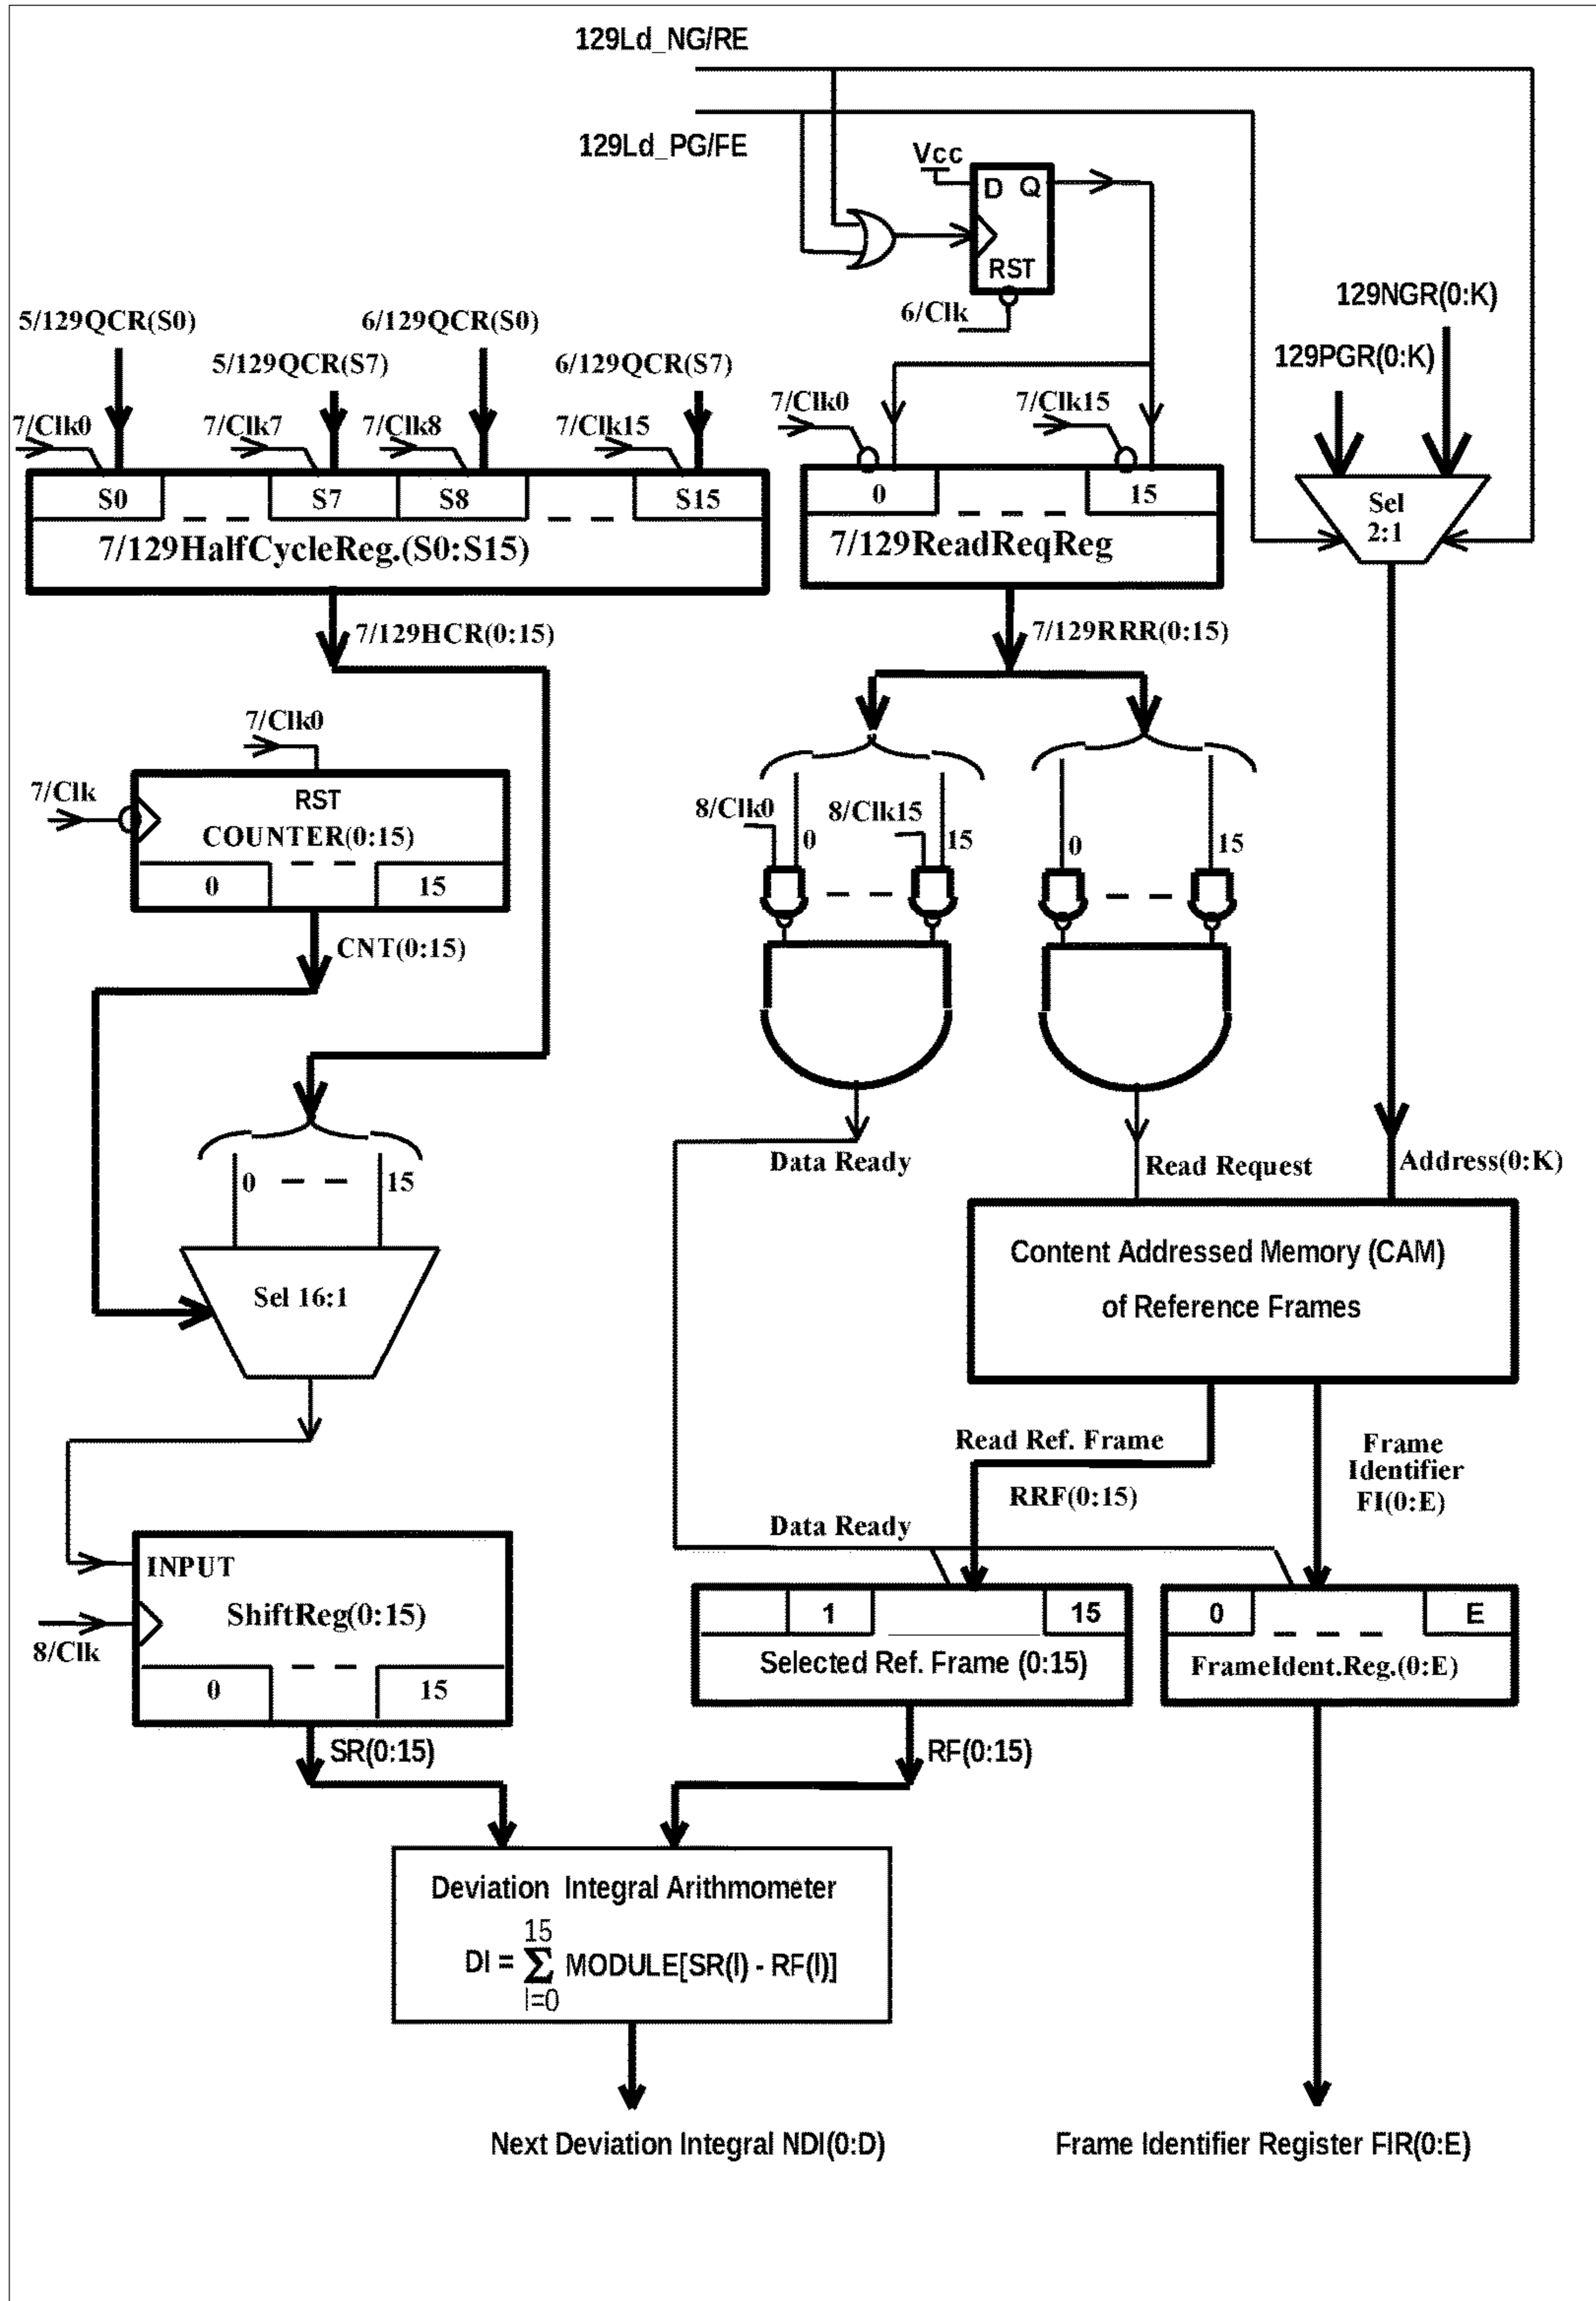 129Ld_NG/RE
129Ld_PG/FE
Vcc
D Q
RST
6/Clk
129NGR(0:K)
129PGR(0:K)
5/129QCR(S0)
6/129QCR(S0)
5/129QCR(S7)
6/129QCR(S7)
7/Clk0
7/Clk7
7/Clk8
7/Clk15
7/Clk0
7/Clk15
S0
S7
S8
S15
7/129HalfCycleReg.(S0:S15)
0
15
7/129ReadReqReg
Sel
2:1
7/129HCR(0:15)
7/129RRR(0:15)
7/Clk0
7/Clk
RST
COUNTER(0:15)
0
15
CNT(0:15)
8/Clk0
8/Clk15
0
15
0
15
0
15
Sel 16:1
Data Ready
Read Request
Address(0:K)
Content Addressed Memory (CAM)
of Reference Frames
Read Ref. Frame
RRF(0:15)
Frame
Identifier
FI(0:E)
Data Ready
INPUT
ShiftReg(0:15)
8/Clk
0
15
1
15
Selected Ref. Frame (0:15)
0
E
FrameIdent.Reg.(0:E)
SR(0:15)
RF(0:15)
Deviation Integral Arithmometer
15
DI = Σ MODULE[SR(I) - RF(I)]
I=0
Next Deviation Integral NDI(0:D)
Frame Identifier Register FIR(0:E)